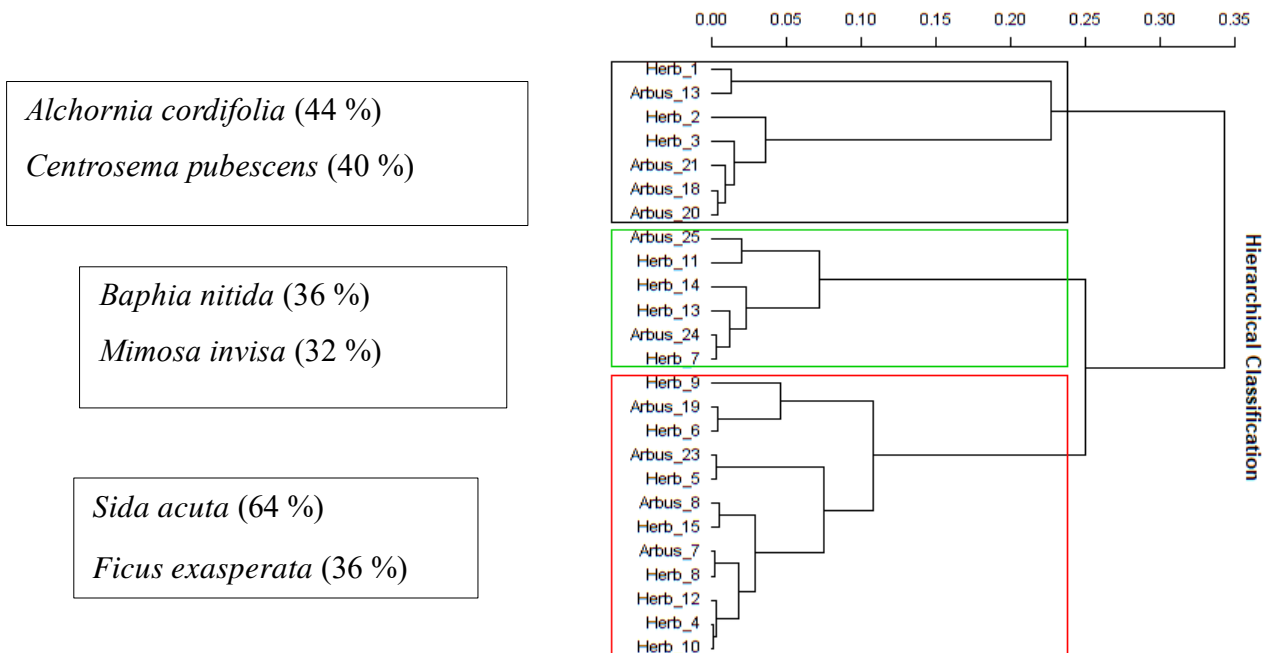 0.00 0.05 0.10 0.15 0.20 0.25 0.30 0.35
Alchornia cordifolia (44 %)
Centrosema pubescens (40 %)
Baphia nitida (36 %)
Mimosa invisa (32 %)
Sida acuta (64 %)
Ficus exasperata (36 %)
Herb_1
Arbus_13
Herb_2
Herb_3
Arbus_21
Arbus_18
Arbus_20
Arbus_25
Herb_11
Herb_14
Herb_13
Arbus_24
Herb_7
Herb_9
Arbus_19
Herb_6
Arbus_23
Herb_5
Arbus_8
Herb_15
Arbus_7
Herb_8
Herb_12
Herb_4
Herb_10
Hierarchical Classification